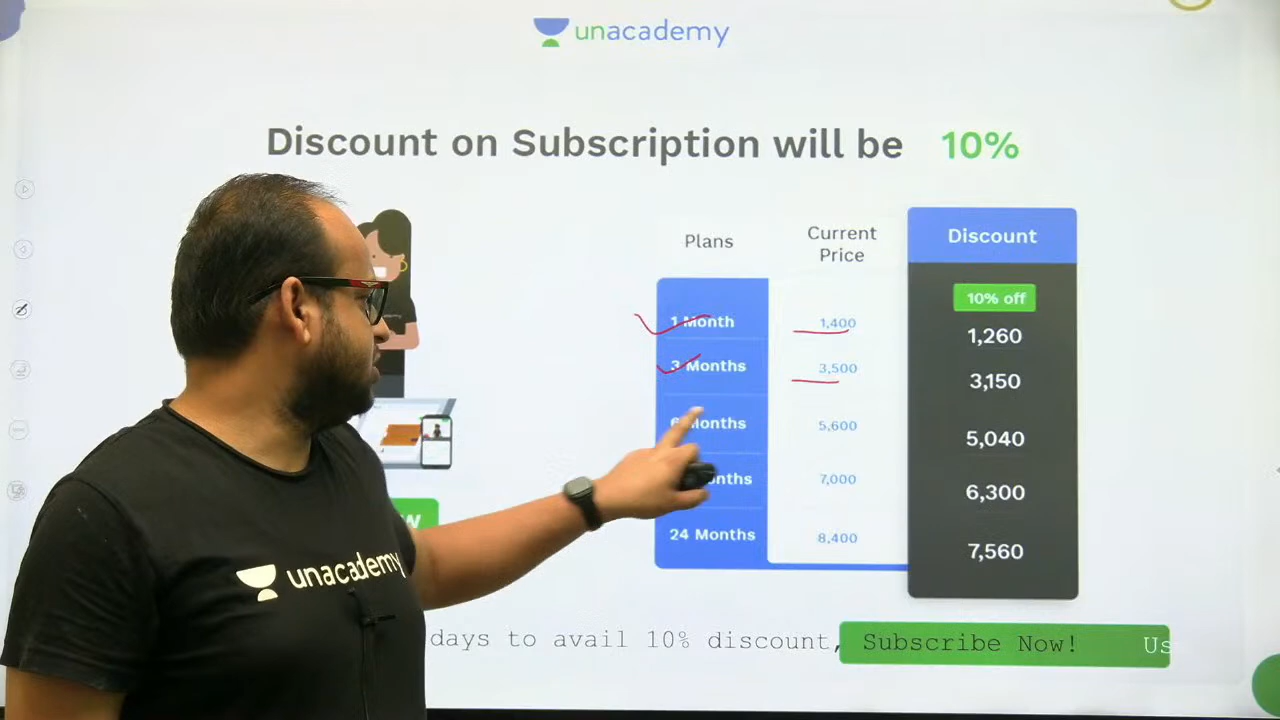 unacademy
Discount on Subscription will be 10%
Plans Current Price Discount
10% off
1 Month 1,400 1,260
3 Months 3,500 3,150
Months 5,600 5,040
7,000 6,300
24 Months 8,400 7,560
unacademy
days to avail 10% discount, Subscribe Now!